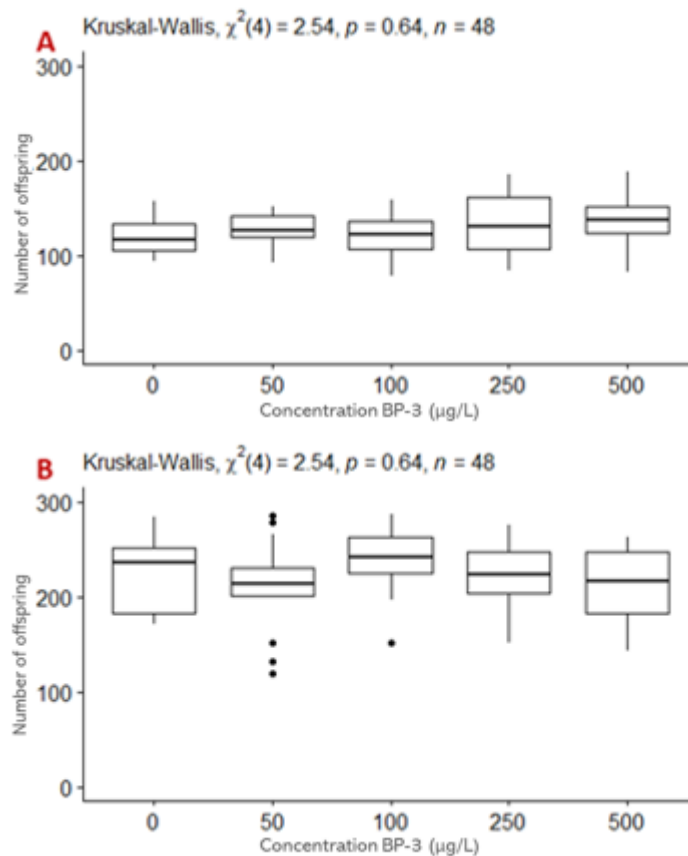 A Kruskal-Wallis, χ²(4) = 2.54, p = 0.64, n = 48
300
200
100
0
Number of offspring
0 50 100 250 500
Concentration BP-3 (µg/L)
B Kruskal-Wallis, χ²(4) = 2.54, p = 0.64, n = 48
300
200
100
0
Number of offspring
0 50 100 250 500
Concentration BP-3 (µg/L)